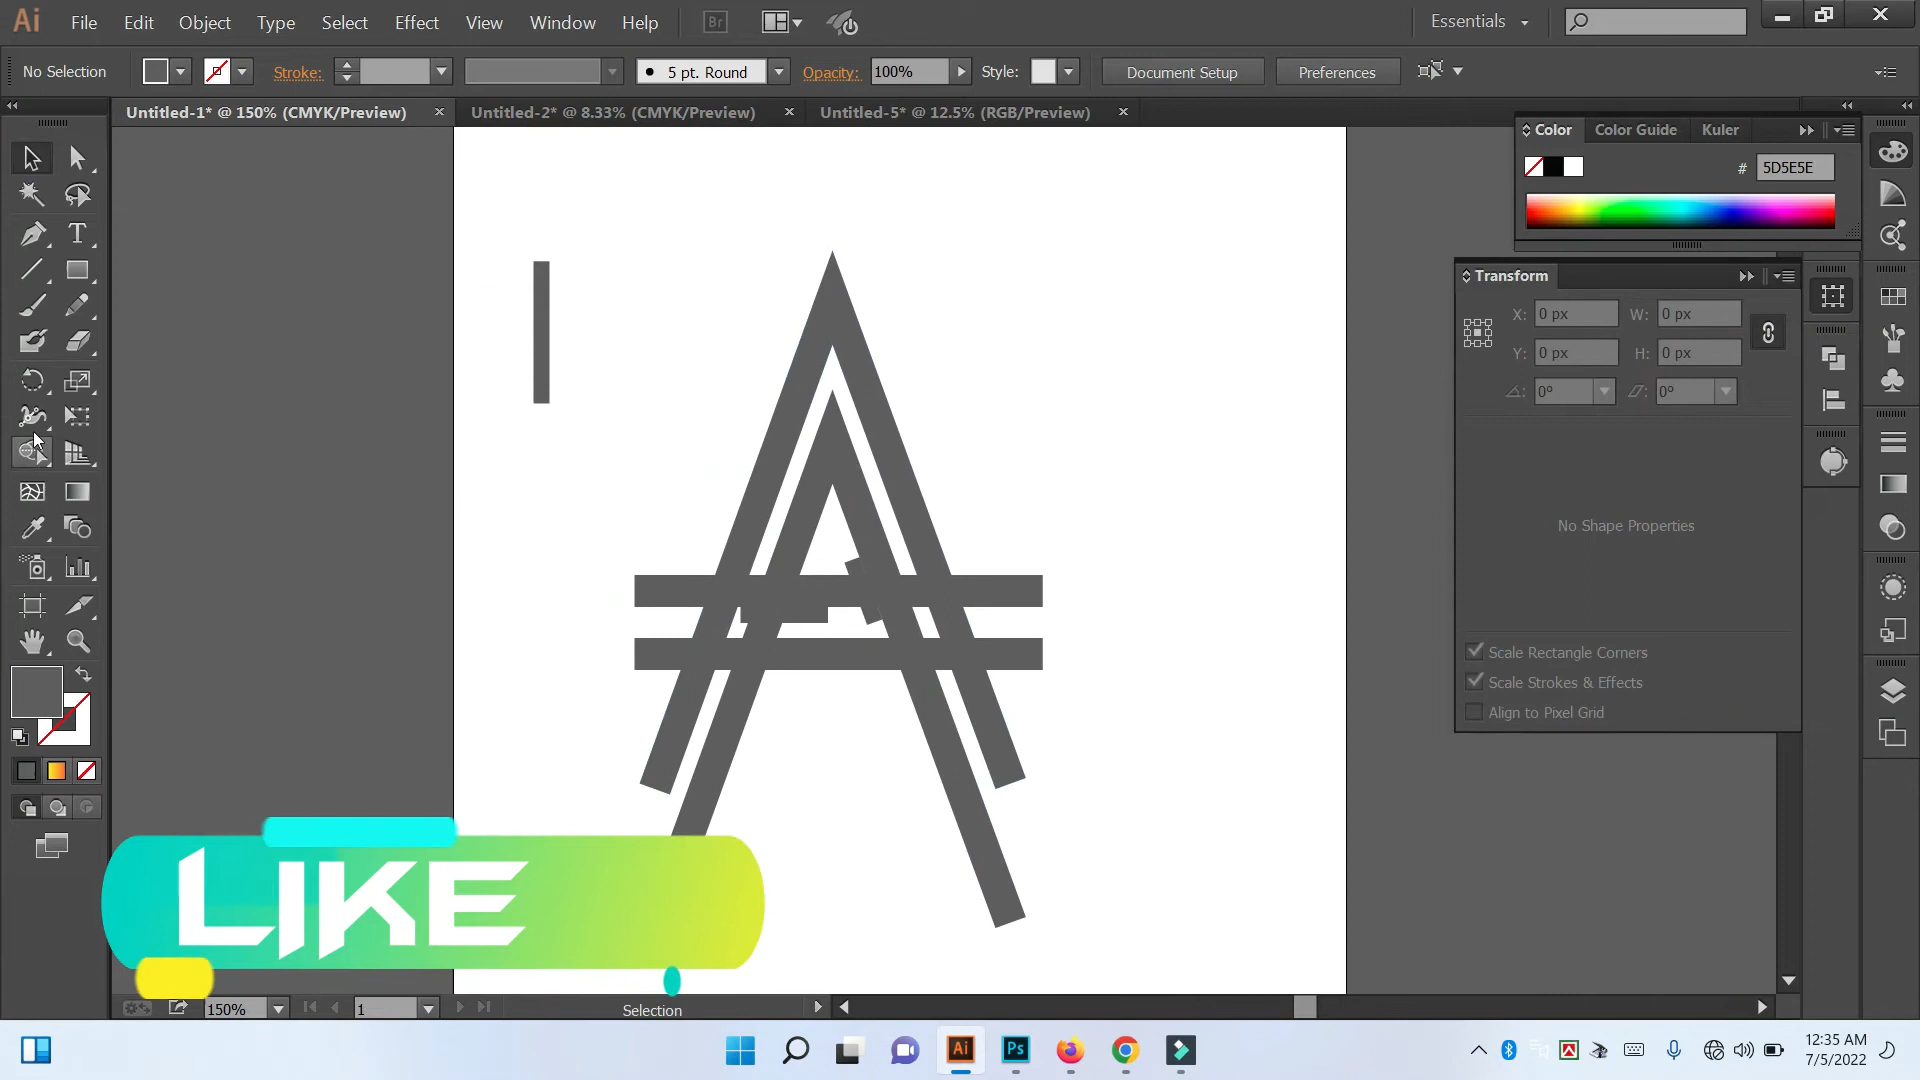 Ai File Edit Object Type Select Effect View Window Help Br Essentials
No Selection Stroke: 5 pt. Round Opacity: 100% Style: Document Setup Preferences
Untitled-1* @ 150% (CMYK/Preview) Untitled-2* @ 8.33% (CMYK/Preview) Untitled-5* @ 12.5% (RGB/Preview)
Color Color Guide Kuler
# 5D5E5E
Transform
X: 0 px W: 0 px
Y: 0 px H: 0 px
0° 0°
No Shape Properties
Scale Rectangle Corners
Scale Strokes & Effects
Align to Pixel Grid
LIKE
150% 1 Selection
Ai Ps
12:35 AM
7/5/2022